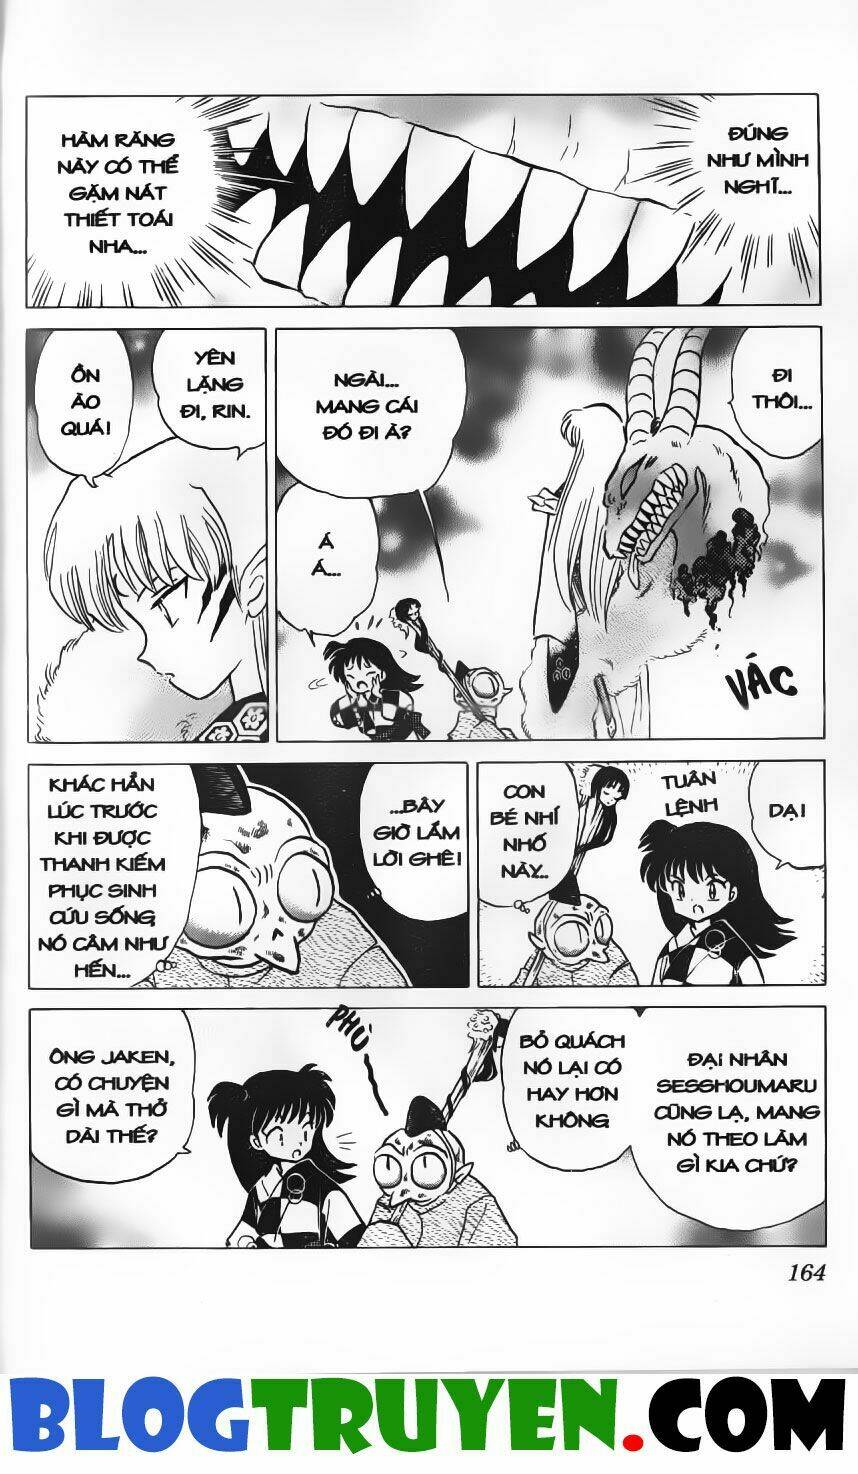 ĐÚNG
NHƯ MÌNH
NGHĨ...
HÀM RĂNG
NÀY CÓ THỂ
GẶM NÁT
THIẾT TOÁI
NHA...
ĐI
THÔI...
NGÀI...
MANG CÁI
ĐÓ ĐI À?
Á
Á...
VÁC
YÊN
LẶNG
ĐI, RIN.
ỒN
ÀO
QUÁ!
DẠ!
TUÂN
LỆNH
CON
BÉ NHÍ
NHỐ
NÀY...
...BÂY
GIỜ LẮM
LỜI GHÊ!
KHÁC HẲN
LÚC TRƯỚC
KHI ĐƯỢC
THANH KIẾM
PHỤC SINH
CỨU SỐNG,
NÓ CÂM NHƯ
HẾN...
ĐẠI NHÂN
SESSHOUMARU
CŨNG LẠ, MANG
NÓ THEO LÀM
GÌ KIA CHỨ?
BỎ QUÁCH
NÓ LẠI CÓ
HAY HƠN
KHÔNG.
PHÙ
ÔNG JAKEN,
CÓ CHUYỆN
GÌ MÀ THỞ
DÀI THẾ?
164
BLOGTRUYEN.COM